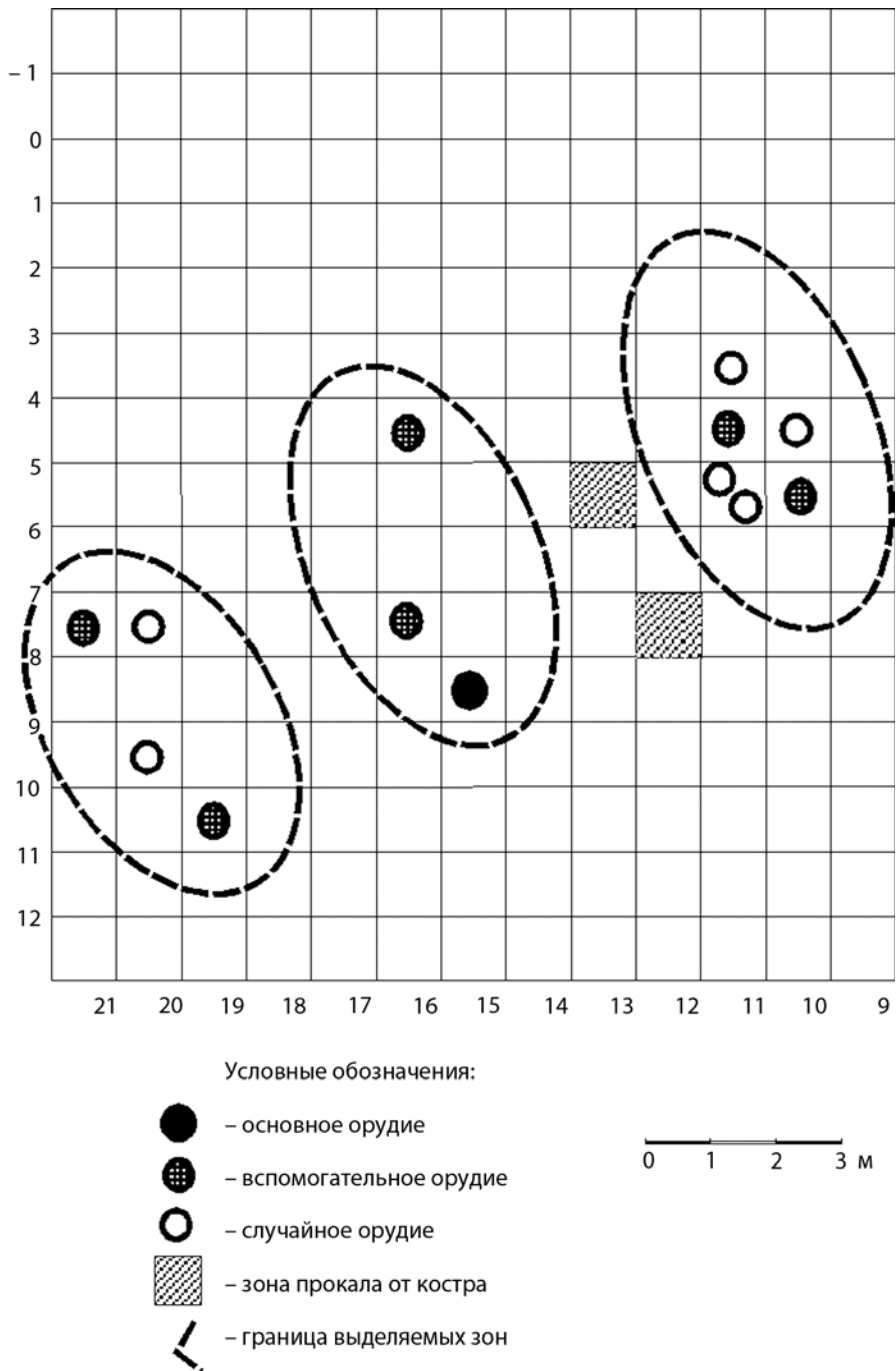 – 1
0
1
2
3
4
5
6
7
8
9
10
11
12
21 20 19 18 17 16 15 14 13 12 11 10 9
Условные обозначения:
– основное орудие
– вспомогательное орудие
– случайное орудие
– зона прокала от костра
– граница выделяемых зон
0 1 2 3 м